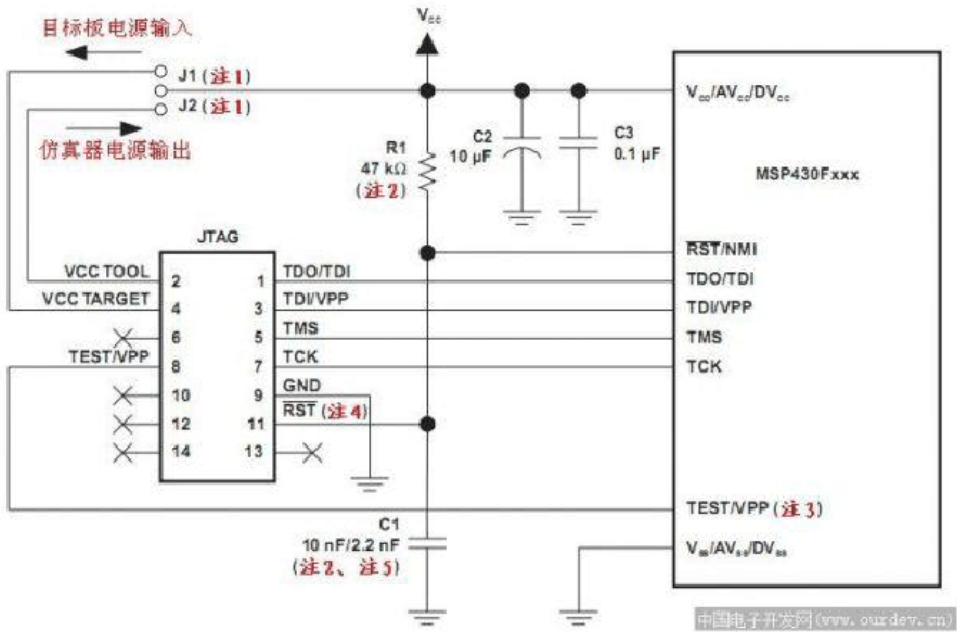 目标板电源输入
Vcc
J1 (注1)
J2 (注1)
仿真器电源输出
R1
47 kΩ
(注2)
C2
10 µF
C3
0.1 µF
Vcc/AVcc/DVcc
MSP430Fxxx
JTAG
VCC TOOL
VCC TARGET
TEST/VPP
2
4
6
8
10
12
14
1
3
5
7
9
11
13
TDO/TDI
TDI/VPP
TMS
TCK
GND
RST (注4)
RST/NMI
TDO/TDI
TDI/VPP
TMS
TCK
TEST/VPP (注3)
Vss/AVss/DVss
C1
10 nF/2.2 nF
(注2、注5)
中国电子开发网(www.ourdev.cn)